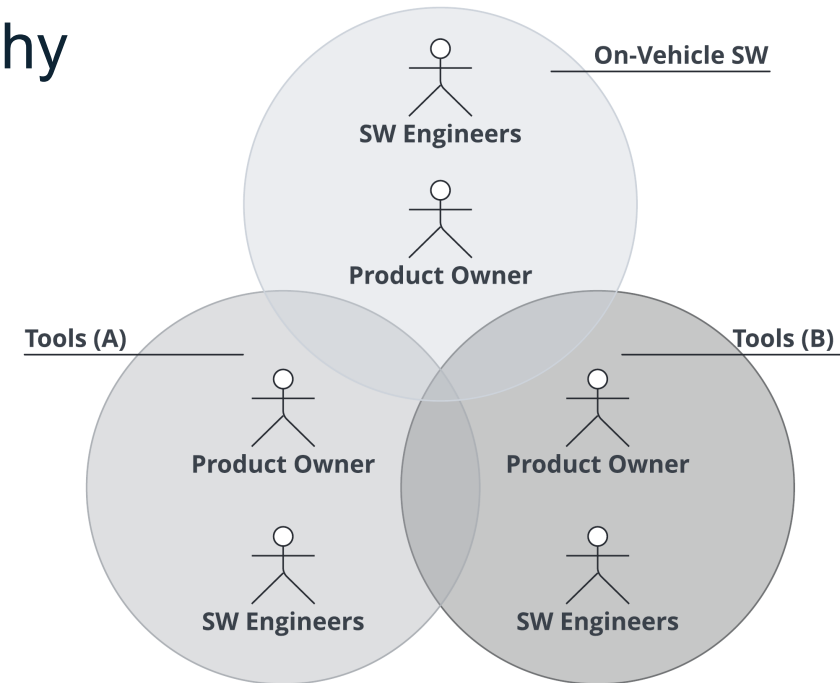 hy
On-Vehicle SW
SW Engineers
Product Owner
Tools (A)
Tools (B)
Product Owner
Product Owner
SW Engineers
SW Engineers